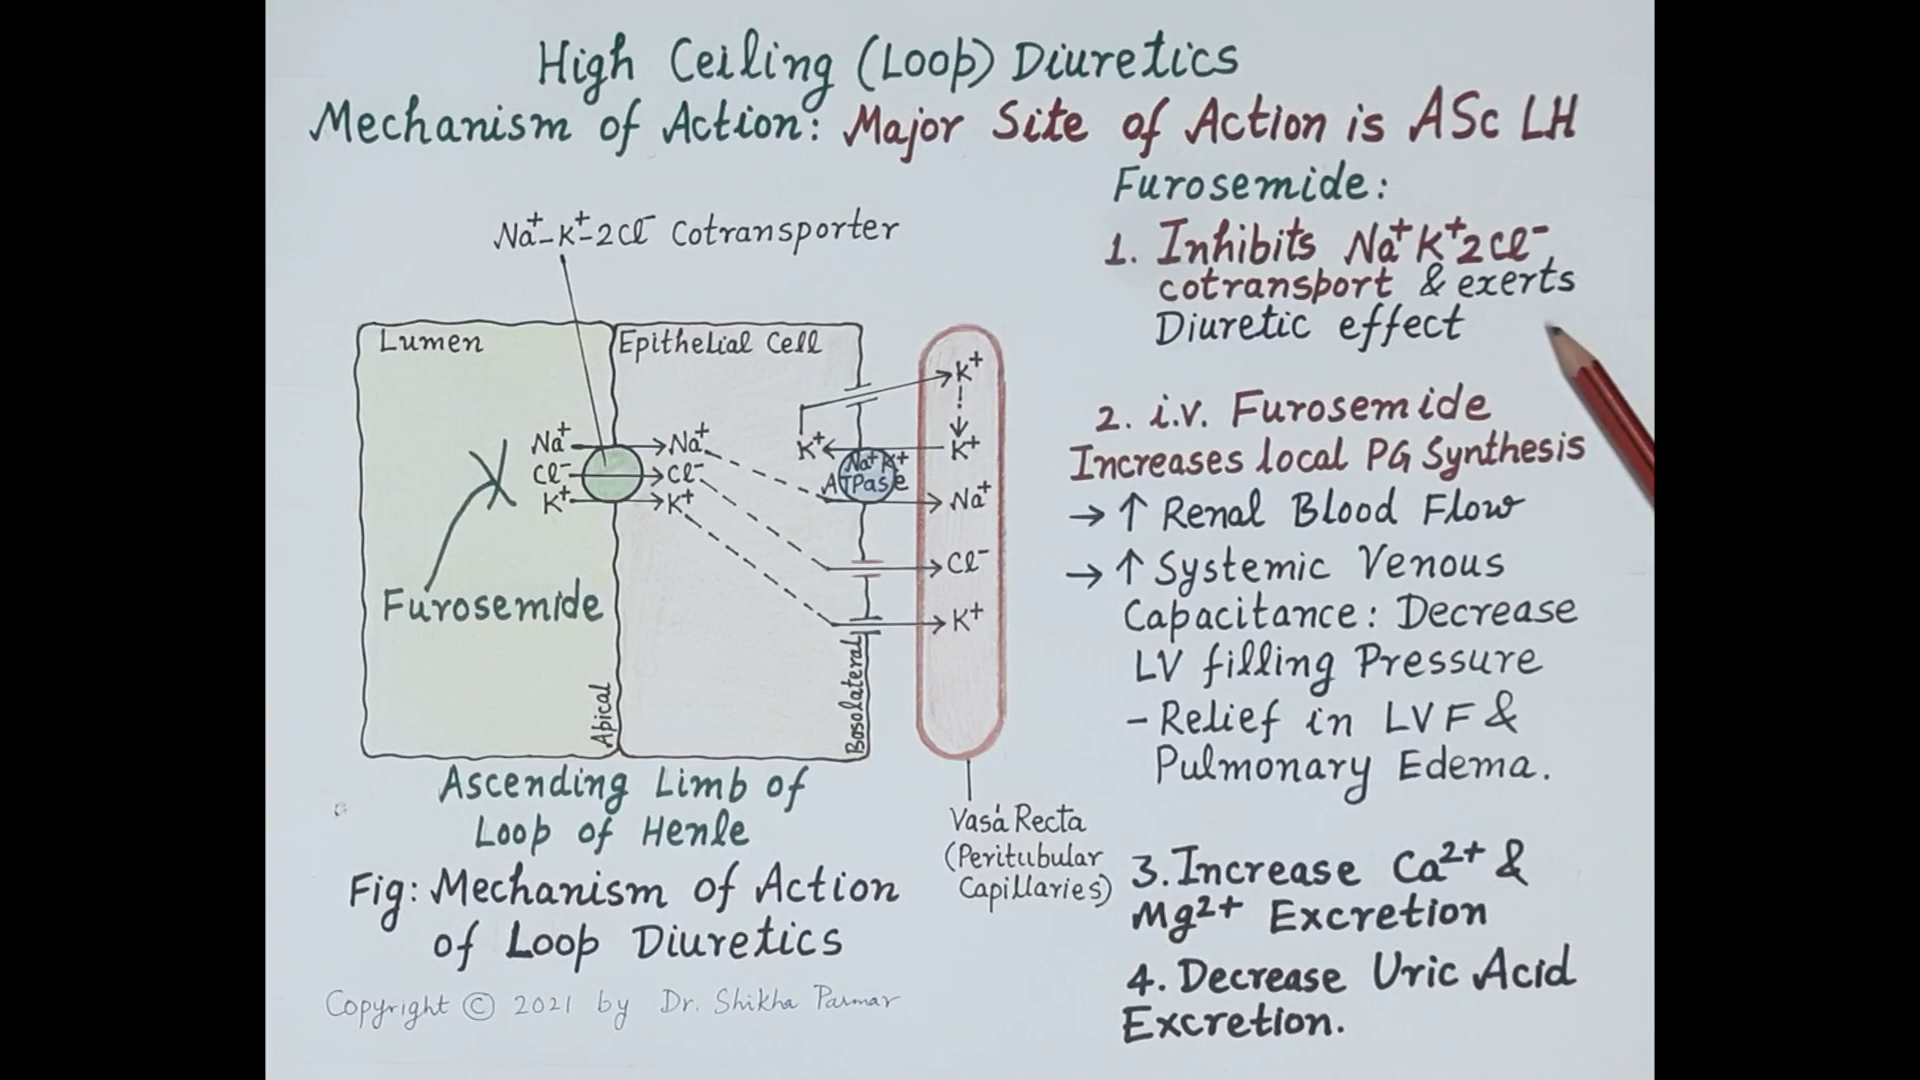 High Ceiling (Loop) Diuretics
Mechanism of Action: Major Site of Action is ASc LH
Na⁺-K⁺-2Cl⁻ Cotransporter
Lumen
Epithelial Cell
Na⁺
Cl⁻
K⁺
Na⁺
Cl⁻
K⁺
Furosemide
K⁺
Na⁺ K⁺
ATPase
K⁺
K⁺
Na⁺
Cl⁻
K⁺
Apical
Bosolateral
Ascending Limb of
Loop of Henle
Vasa Recta
(Peritubular
Capillaries)
Fig: Mechanism of Action
of Loop Diuretics
Copyright © 2021 by Dr. Shikha Parmar
Furosemide:
1. Inhibits Na⁺K⁺2Cl⁻
cotransport & exerts
Diuretic effect
2. i.v. Furosemide
Increases local PG Synthesis
→ ↑ Renal Blood Flow
→ ↑ Systemic Venous
Capacitance: Decrease
LV filling Pressure
- Relief in LVF &
Pulmonary Edema.
3. Increase Ca²⁺ &
Mg²⁺ Excretion
4. Decrease Uric Acid
Excretion.